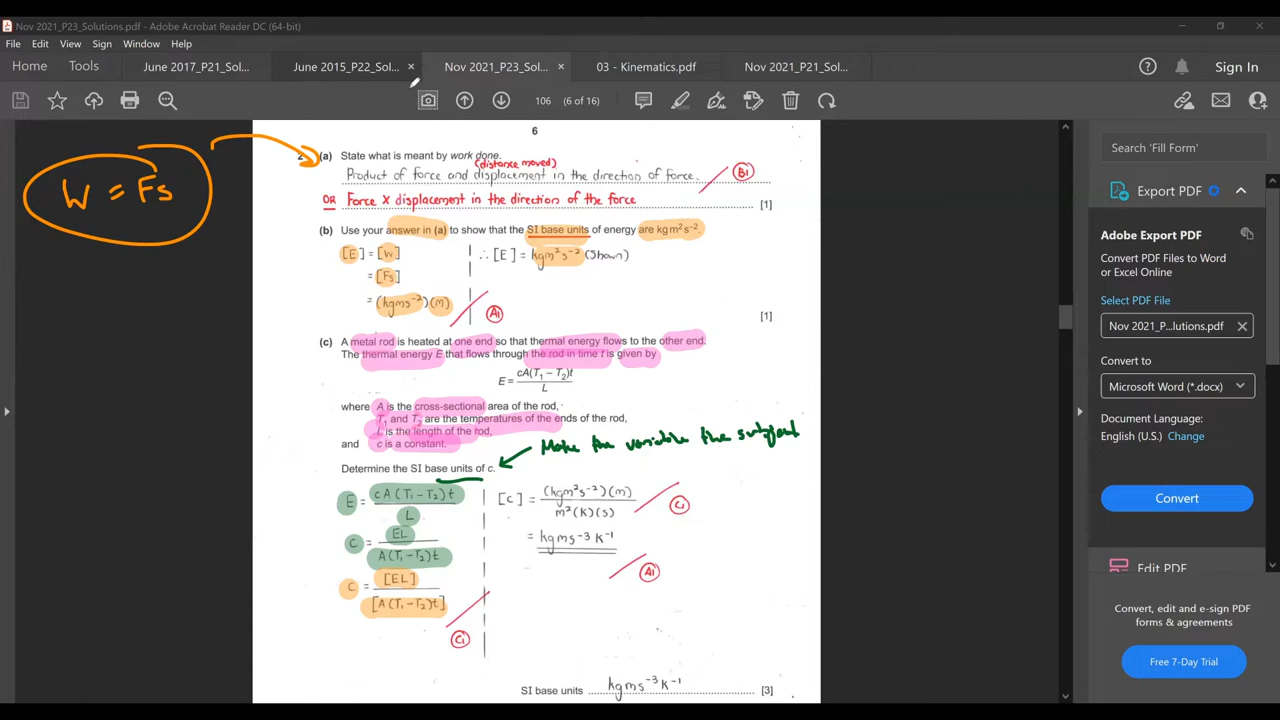 Nov 2021_P23_Solutions.pdf - Adobe Acrobat Reader DC (64-bit)
File Edit View Sign Window Help
Home Tools June 2017_P21_Sol... June 2015_P22_Sol... × Nov 2021_P23_Sol... × 03 - Kinematics.pdf Nov 2021_P21_Sol... Sign In
106 (6 of 16)
W = Fs
6
2 (a) State what is meant by work done.
(distance moved)
Product of force and displacement in the direction of force.
B1
OR Force x displacement in the direction of the force
[1]
(b) Use your answer in (a) to show that the SI base units of energy are kg m² s⁻².
[E] = [W]
= [Fs]
= (kgms⁻²)(m)
∴ [E] = kgm²s⁻² (shown)
A1
[1]
(c) A metal rod is heated at one end so that thermal energy flows to the other end.
The thermal energy E that flows through the rod in time t is given by
E = cA(T₁ − T₂)t / L
where A is the cross-sectional area of the rod,
T₁ and T₂ are the temperatures of the ends of the rod,
L is the length of the rod,
and c is a constant.
Make the variable the subject
Determine the SI base units of c.
E = cA(T₁-T₂)t / L
C = EL / A(T₁-T₂)t
C = [EL] / [A(T₁-T₂)t]
C1
[C] = (kgm²s⁻²)(m) / m²(K)(s)
C1
= kgms⁻³K⁻¹
A1
SI base units kgms⁻³K⁻¹ [3]
Search 'Fill Form'
Export PDF
Adobe Export PDF
Convert PDF Files to Word
or Excel Online
Select PDF File
Nov 2021_P...lutions.pdf ×
Convert to
Microsoft Word (*.docx)
Document Language:
English (U.S.) Change
Convert
Edit PDF
Convert, edit and e-sign PDF
forms & agreements
Free 7-Day Trial